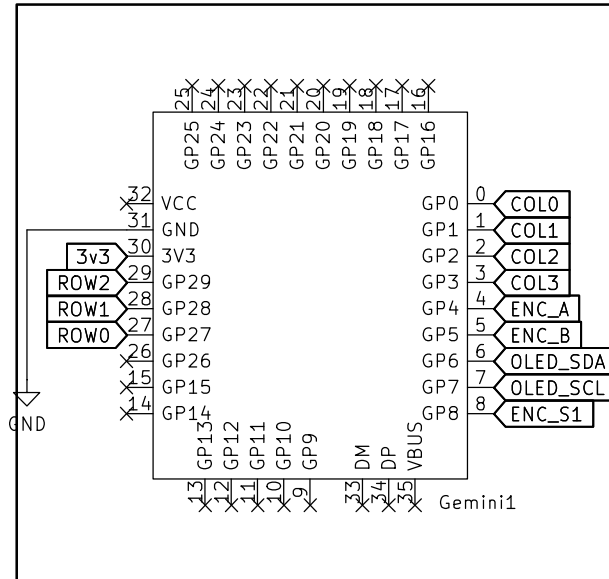 25 24 23 22 21 20 19 18 17 16
GP25 GP24 GP23 GP22 GP21 GP20 GP19 GP18 GP17 GP16
32 VCC GP0 0 COL0
31 GND GP1 1 COL1
3v3 30 3V3 GP2 2 COL2
ROW2 29 GP29 GP3 3 COL3
ROW1 28 GP28 GP4 4 ENC_A
ROW0 27 GP27 GP5 5 ENC_B
26 GP26 GP6 6 OLED_SDA
15 GP15 GP7 7 OLED_SCL
14 GP14 GP8 8 ENC_S1
GND
GP13 GP12 GP11 GP10 GP9 DM DP VBUS
13 12 11 10 9 33 34 35
Gemini1